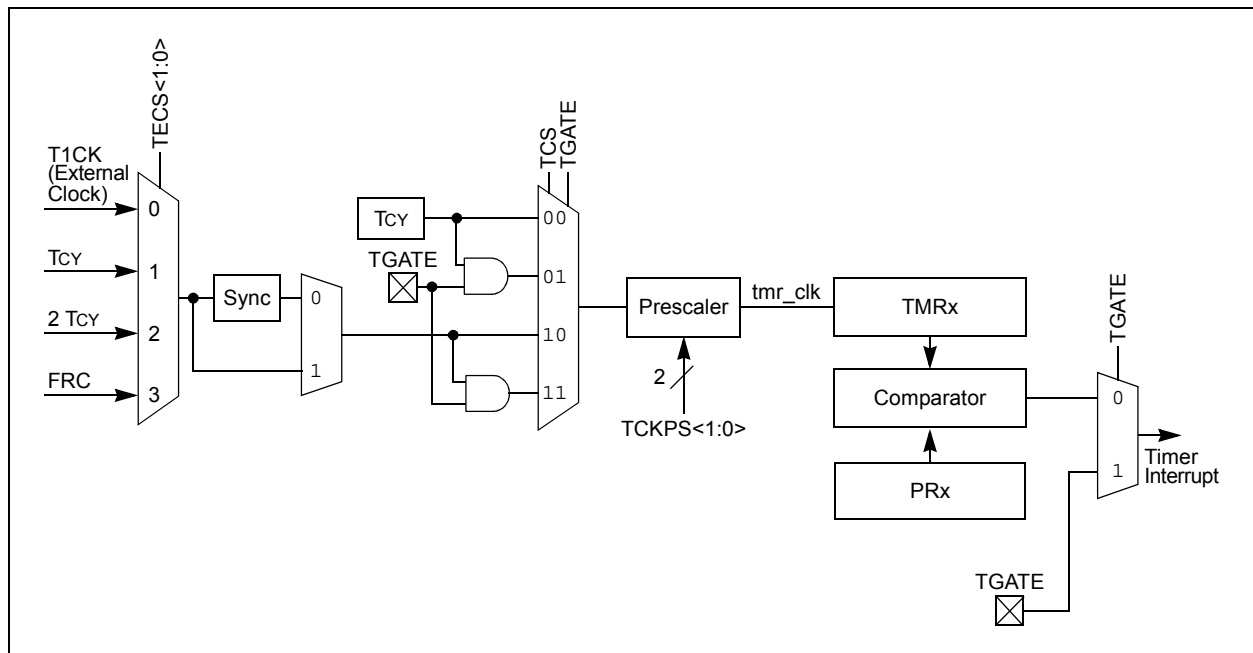 TECS<1:0>
T1CK
(External
Clock)
0
TCY
1
2 TCY
2
FRC
3
Sync
0
1
TCS
TGATE
TCY
00
TGATE
01
10
11
Prescaler
2
TCKPS<1:0>
tmr_clk
TMRx
Comparator
PRx
TGATE
0
1
Timer
Interrupt
TGATE